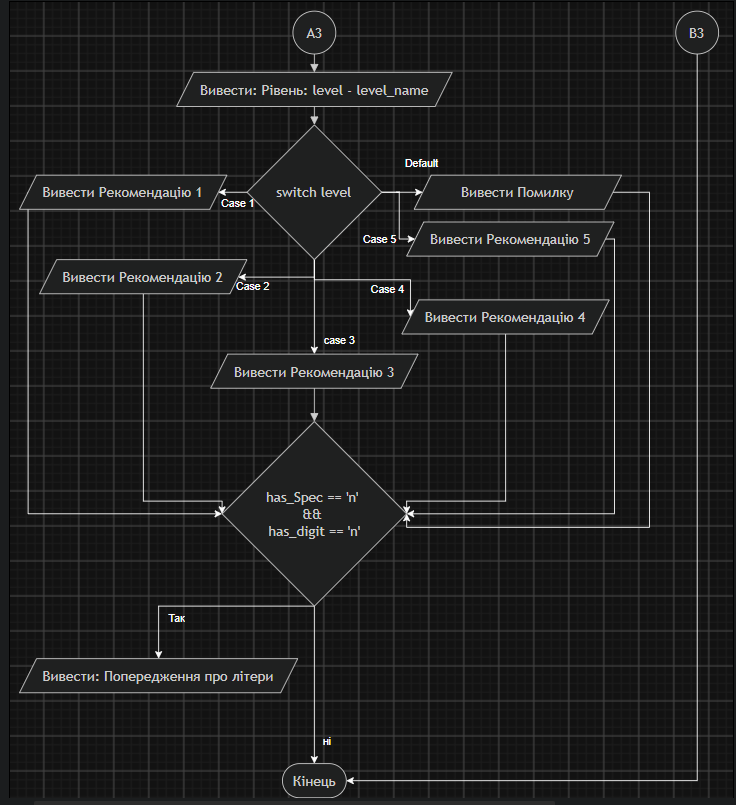 A3
B3
Вивести: Рівень: level - level_name
switch level
Default
Вивести Рекомендацію 1
Case 1
Вивести Помилку
Case 5
Вивести Рекомендацію 5
Вивести Рекомендацію 2
Case 2
Case 4
Вивести Рекомендацію 4
case 3
Вивести Рекомендацію 3
has_Spec == 'n'
&&
has_digit == 'n'
Так
Вивести: Попередження про літери
ні
Кінець